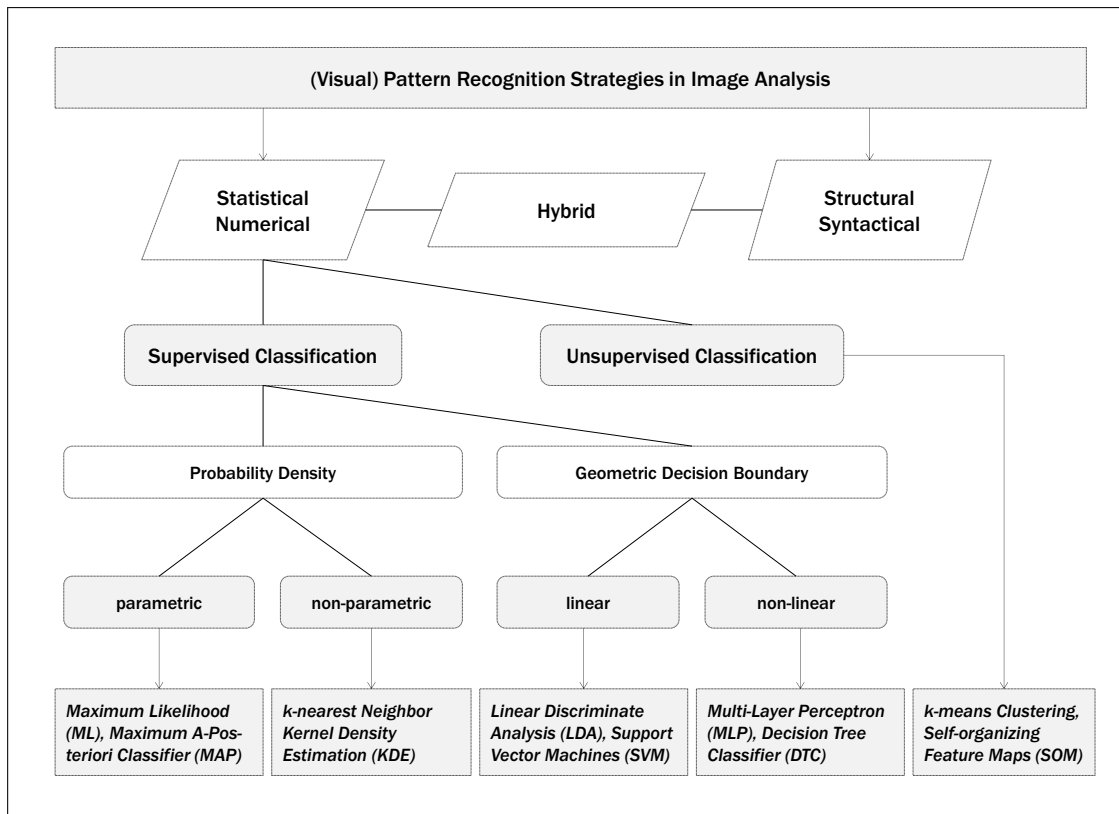 (Visual) Pattern Recognition Strategies in Image Analysis
Statistical
Numerical
Hybrid
Structural
Syntactical
Supervised Classification
Unsupervised Classification
Probability Density
Geometric Decision Boundary
parametric
non-parametric
linear
non-linear
Maximum Likelihood
(ML), Maximum A-Pos-
teriori Classifier (MAP)
k-nearest Neighbor
Kernel Density
Estimation (KDE)
Linear Discriminate
Analysis (LDA), Support
Vector Machines (SVM)
Multi-Layer Perceptron
(MLP), Decision Tree
Classifier (DTC)
k-means Clustering,
Self-organizing
Feature Maps (SOM)